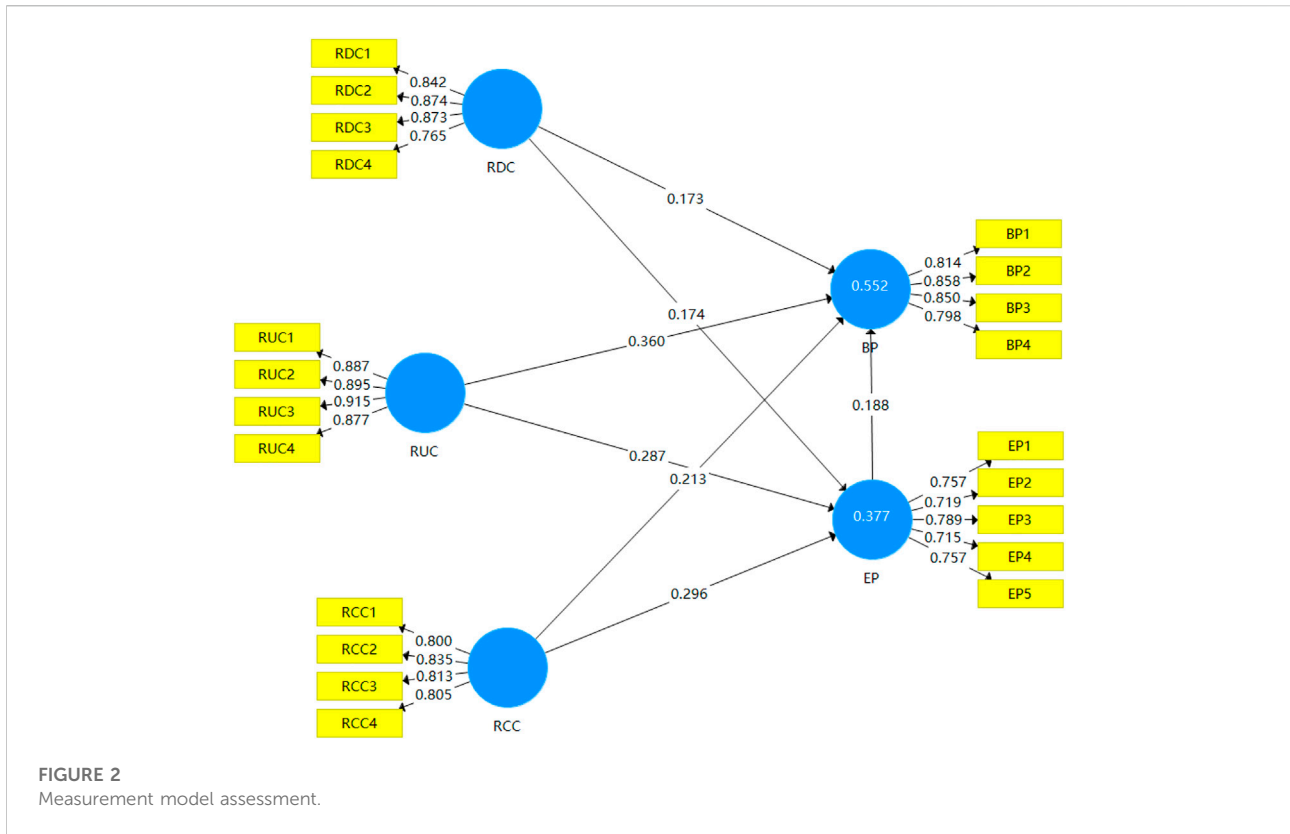 RDC1
0.842
RDC2
0.874
RDC3
0.873
RDC4
0.765
RDC
0.173
0.174
BP1
0.814
BP2
0.858
0.552
BP3
0.850
BP4
0.798
BP
RUC1
0.887
RUC2
0.895
RUC3
0.915
RUC4
0.877
RUC
0.360
0.188
0.287
0.213
EP1
0.757
EP2
0.719
0.377
EP3
0.789
EP4
0.715
EP5
0.757
EP
0.296
RCC1
0.800
RCC2
0.835
RCC3
0.813
RCC4
0.805
RCC
FIGURE 2
Measurement model assessment.